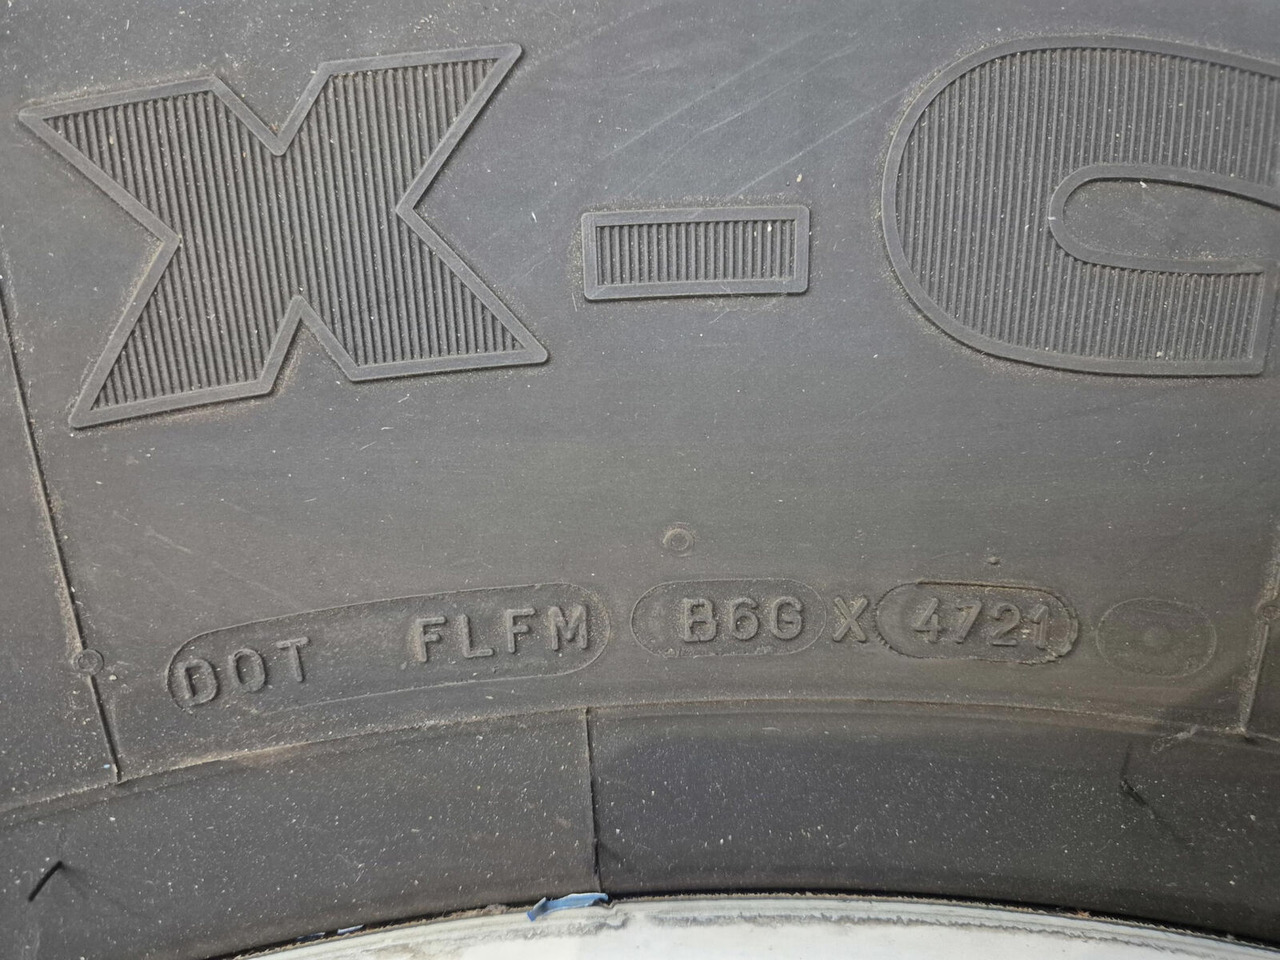 X-C
DOT FLFM B6G X 4721